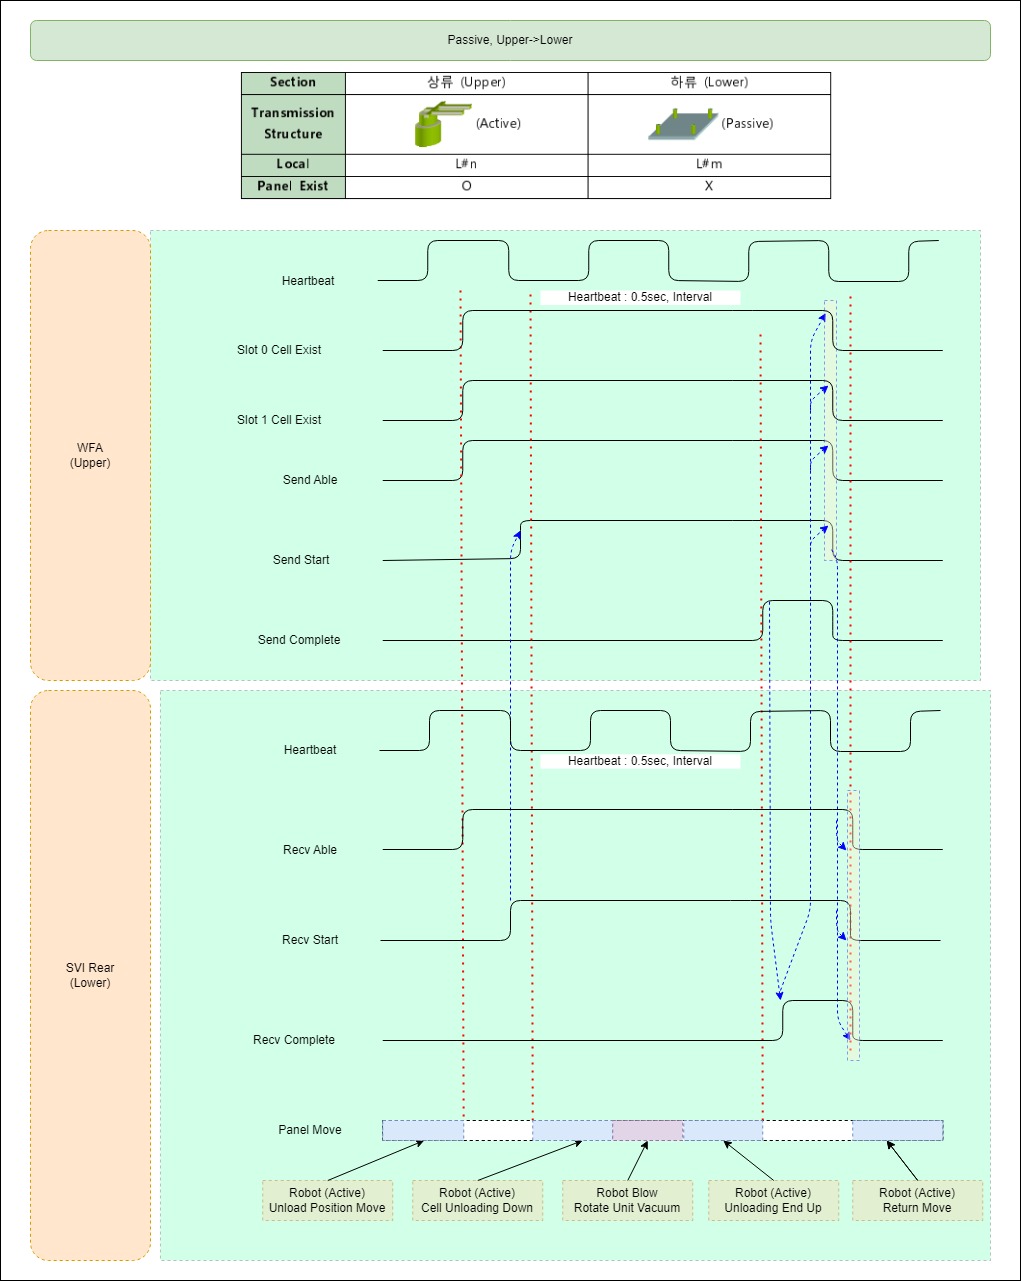 Passive, Upper->Lower
Section 상류 (Upper) 하류 (Lower)
Transmission
Structure
(Active) (Passive)
Local L#n L#m
Panel Exist O X
Heartbeat
Heartbeat : 0.5sec, Interval
Slot 0 Cell Exist
Slot 1 Cell Exist
WFA
(Upper)
Send Able
Send Start
Send Complete
Heartbeat
Heartbeat : 0.5sec, Interval
Recv Able
Recv Start
SVI Rear
(Lower)
Recv Complete
Panel Move
Robot (Active)
Unload Position Move
Robot (Active)
Cell Unloading Down
Robot Blow
Rotate Unit Vacuum
Robot (Active)
Unloading End Up
Robot (Active)
Return Move